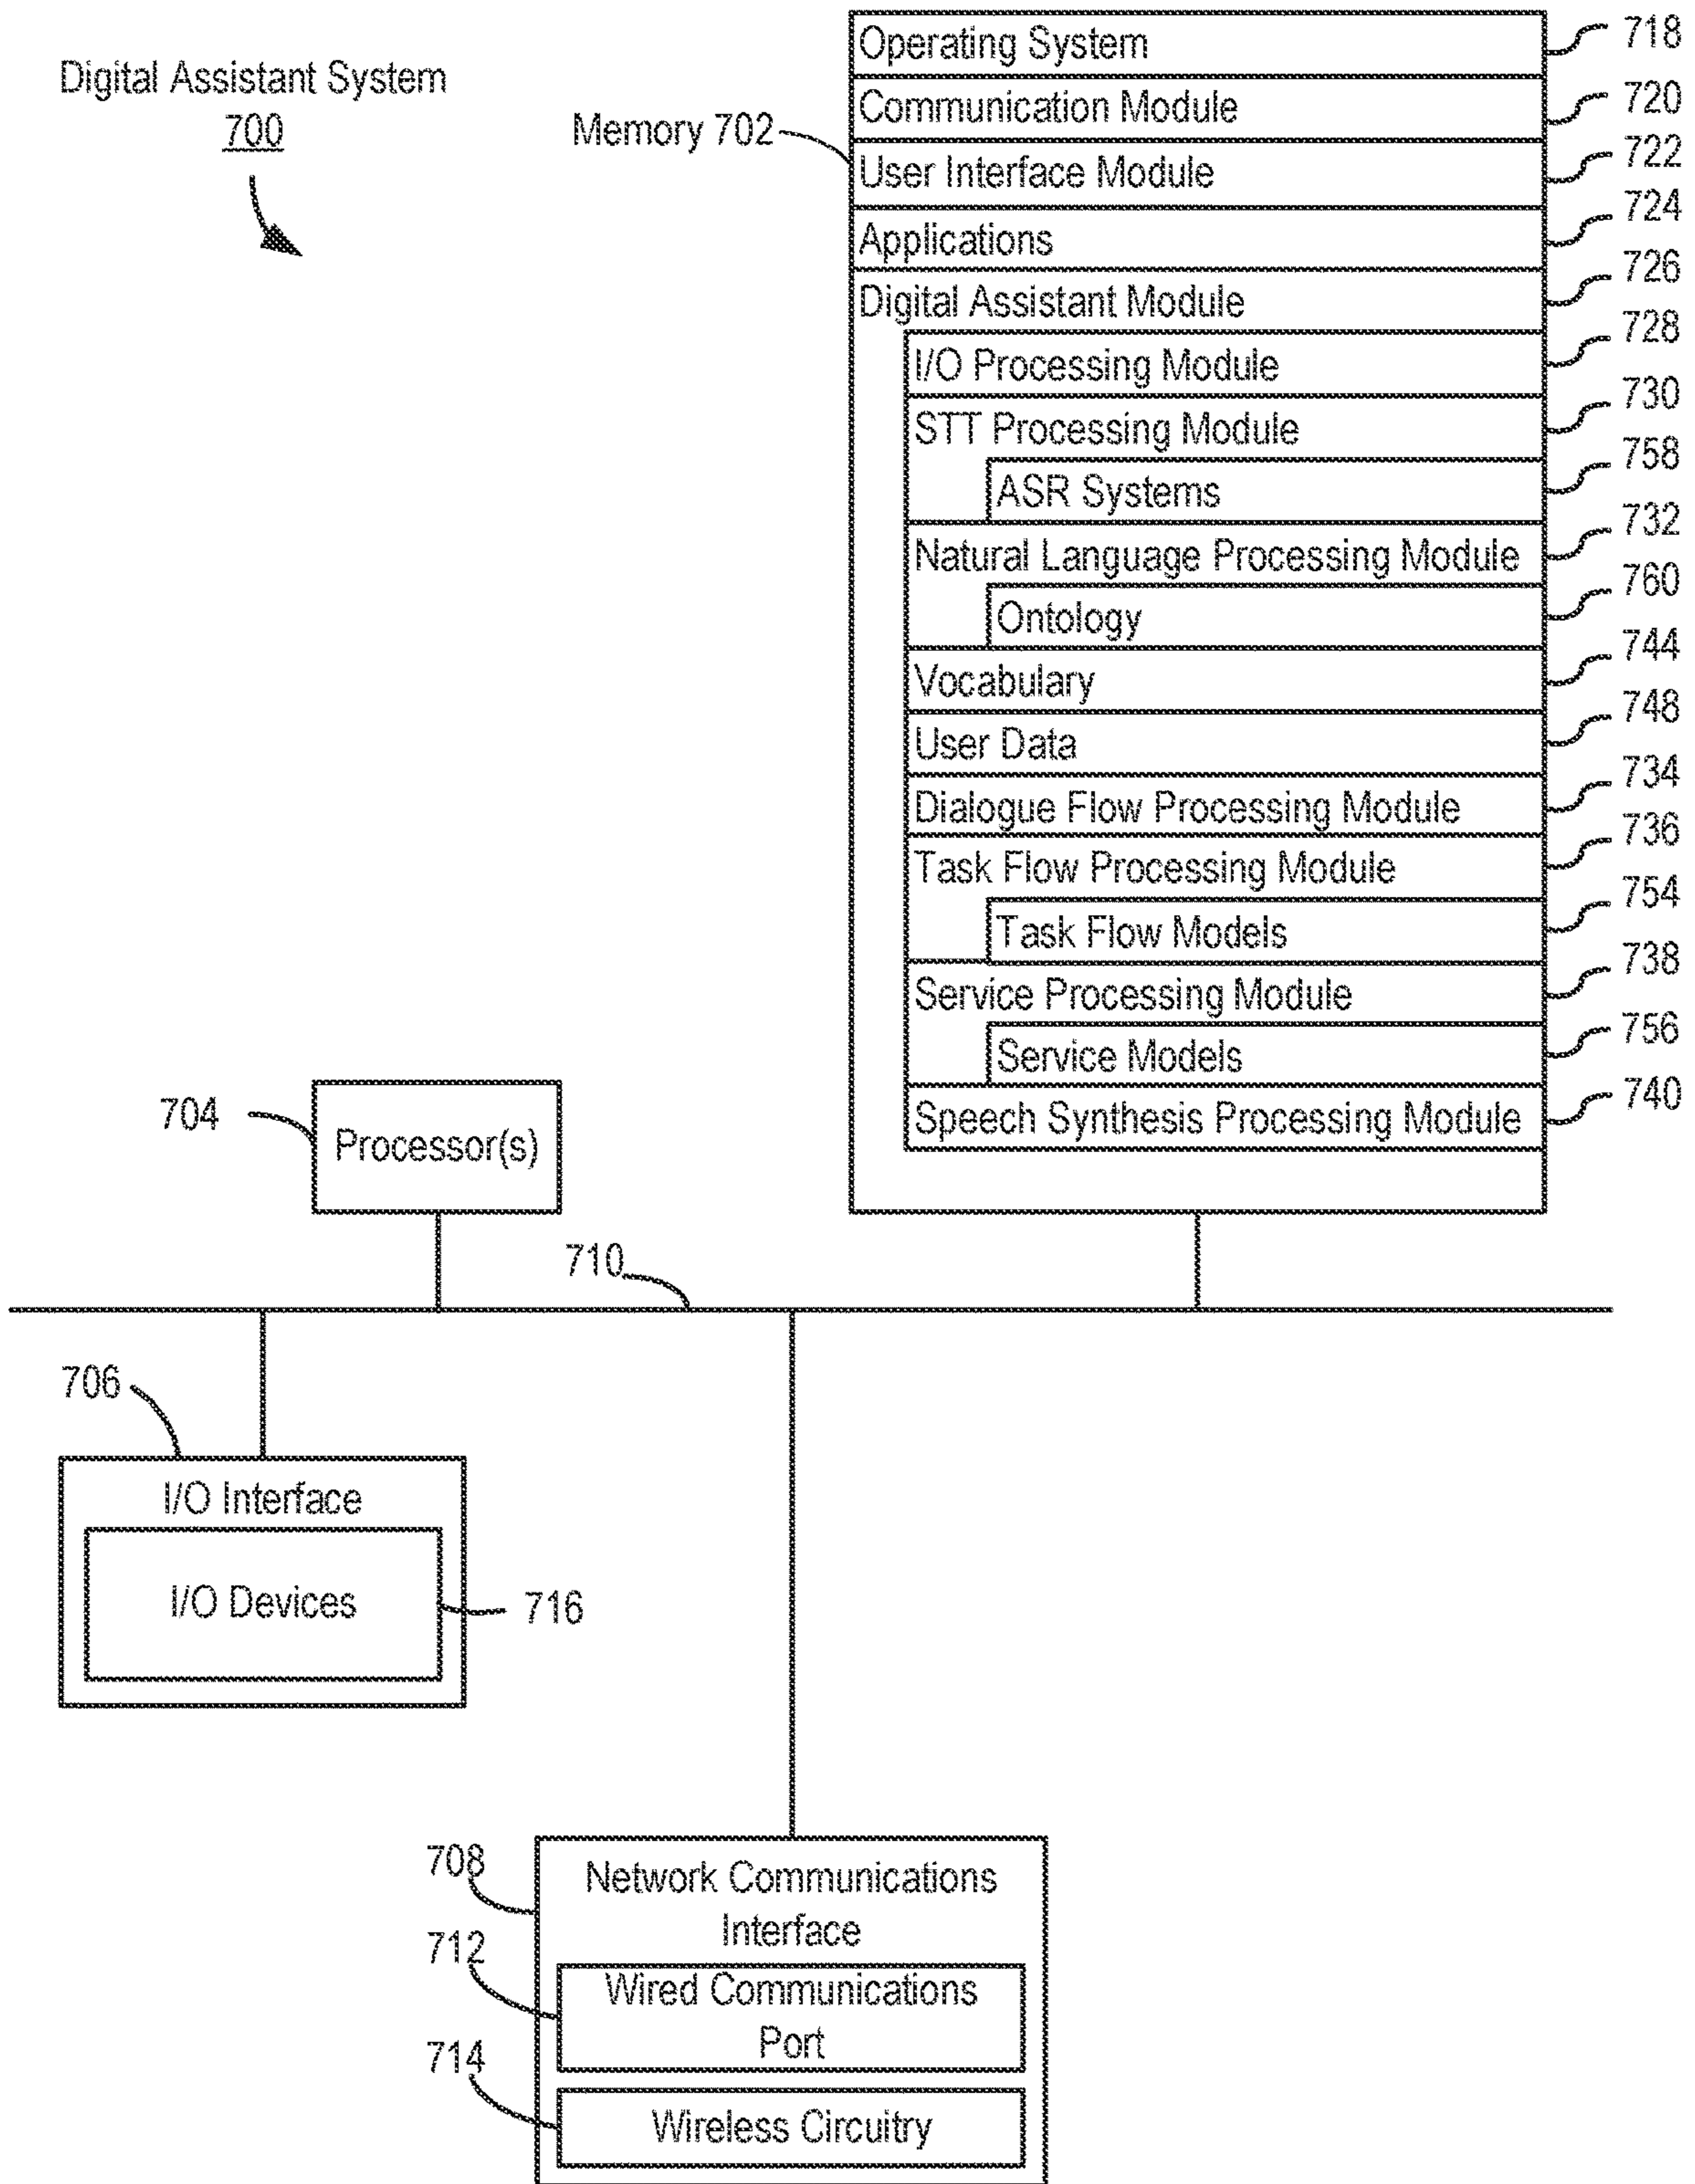 Digital Assistant System
700
Memory 702
Operating System 718
Communication Module 720
User Interface Module 722
Applications 724
Digital Assistant Module 726
I/O Processing Module 728
STT Processing Module 730
ASR Systems 758
Natural Language Processing Module 732
Ontology 760
Vocabulary 744
User Data 748
Dialogue Flow Processing Module 734
Task Flow Processing Module 736
Task Flow Models 754
Service Processing Module 738
Service Models 756
Speech Synthesis Processing Module 740
704
Processor(s)
710
706
I/O Interface
I/O Devices
716
708
Network Communications
Interface
712
Wired Communications
Port
714
Wireless Circuitry